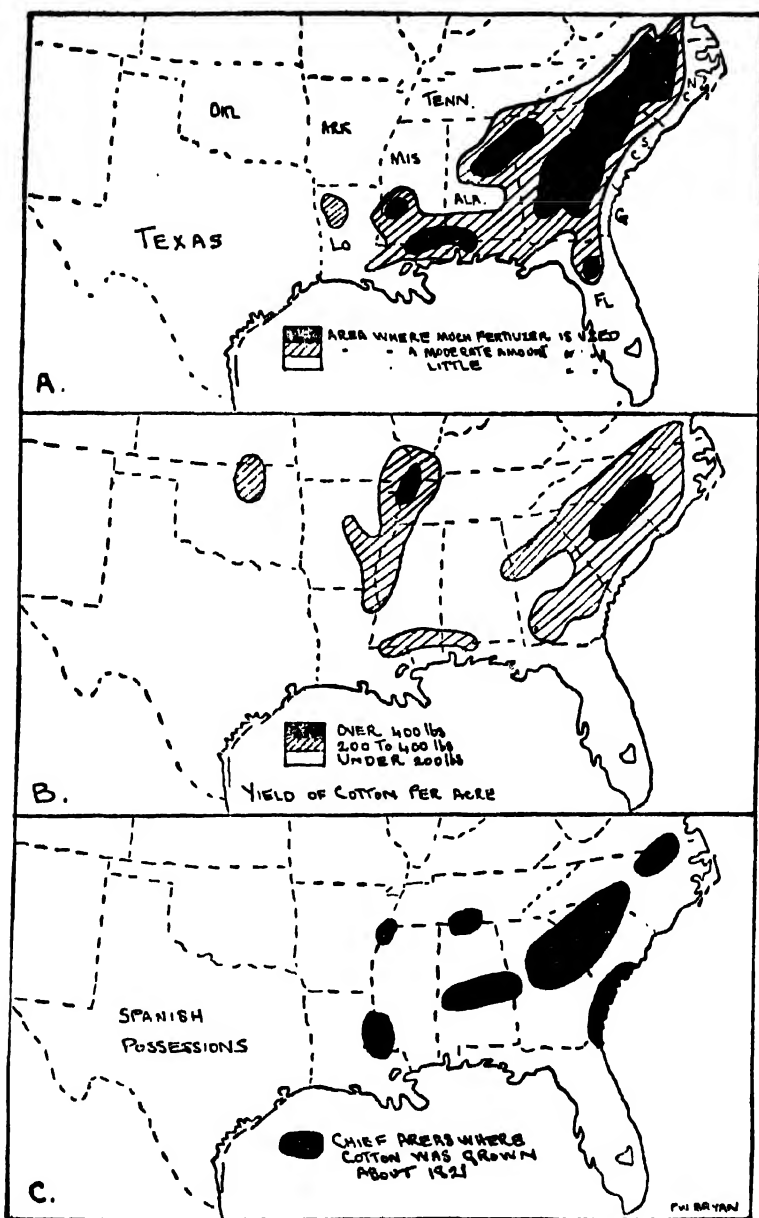 OKL
ARK
TENN.
MIS
ALA.
N
C
S
C
G
TEXAS
LO
FL
AREA WHERE MUCH FERTILIZER IS USED
" " " A MODERATE AMOUNT " " "
" LITTLE " "
A.
OVER 400 lbs
200 TO 400 lbs
UNDER 200 lbs
B.
YIELD OF COTTON PER ACRE
SPANISH
POSSESSIONS
CHIEF AREAS WHERE
COTTON WAS GROWN
ABOUT 1821
C.
PW BRYAN